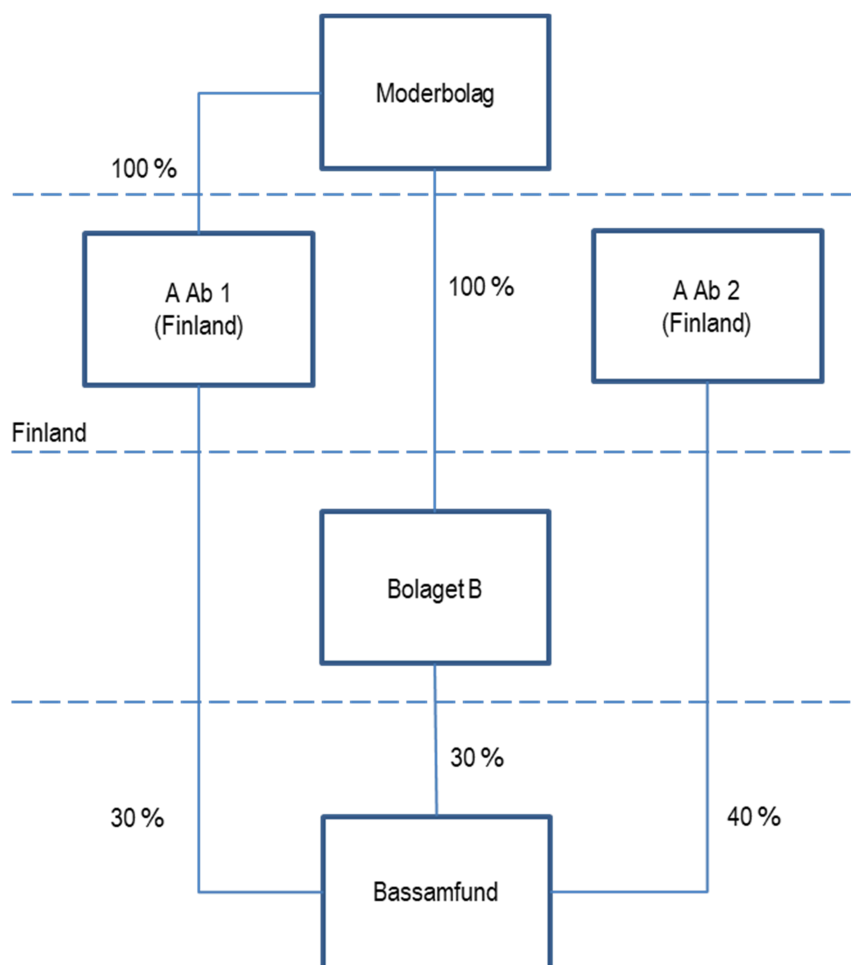 Moderbolag
100 %
A Ab 1
(Finland)
100 %
A Ab 2
(Finland)
Finland
Bolaget B
30 %
30 %
40 %
Bassamfund